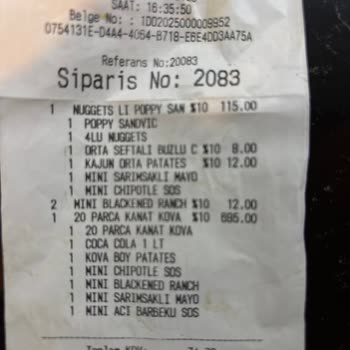 SAAT: 16:35:50
Belge No: : 1DO2025000009952
0754131E-D4A4-4064-B718-E6E4DD3AA75A
Referans No:20083
Siparis No: 2083
1 NUGGETS LI POPPY SAN %10 115.00
1 POPPY SANDVIC
1 4LU NUGGETS
1 ORTA SEFTALI BUZLU C %10 8.00
1 KAJUN ORTA PATATES %10 12.00
1 MINI SARIMSAKLI MAYO
1 MINI CHIPOTLE SOS
2 MINI BLACKENED RANCH %10 12.00
1 20 PARCA KANAT KOVA %10 695.00
1 20 PARCA KANAT KOVA
1 COCA COLA 1 LT
1 KOVA BOY PATATES
1 MINI CHIPOTLE SOS
1 MINI BLACKENED RANCH
1 MINI SARIMSAKLI MAYO
1 MINI ACI BARBEKU SOS